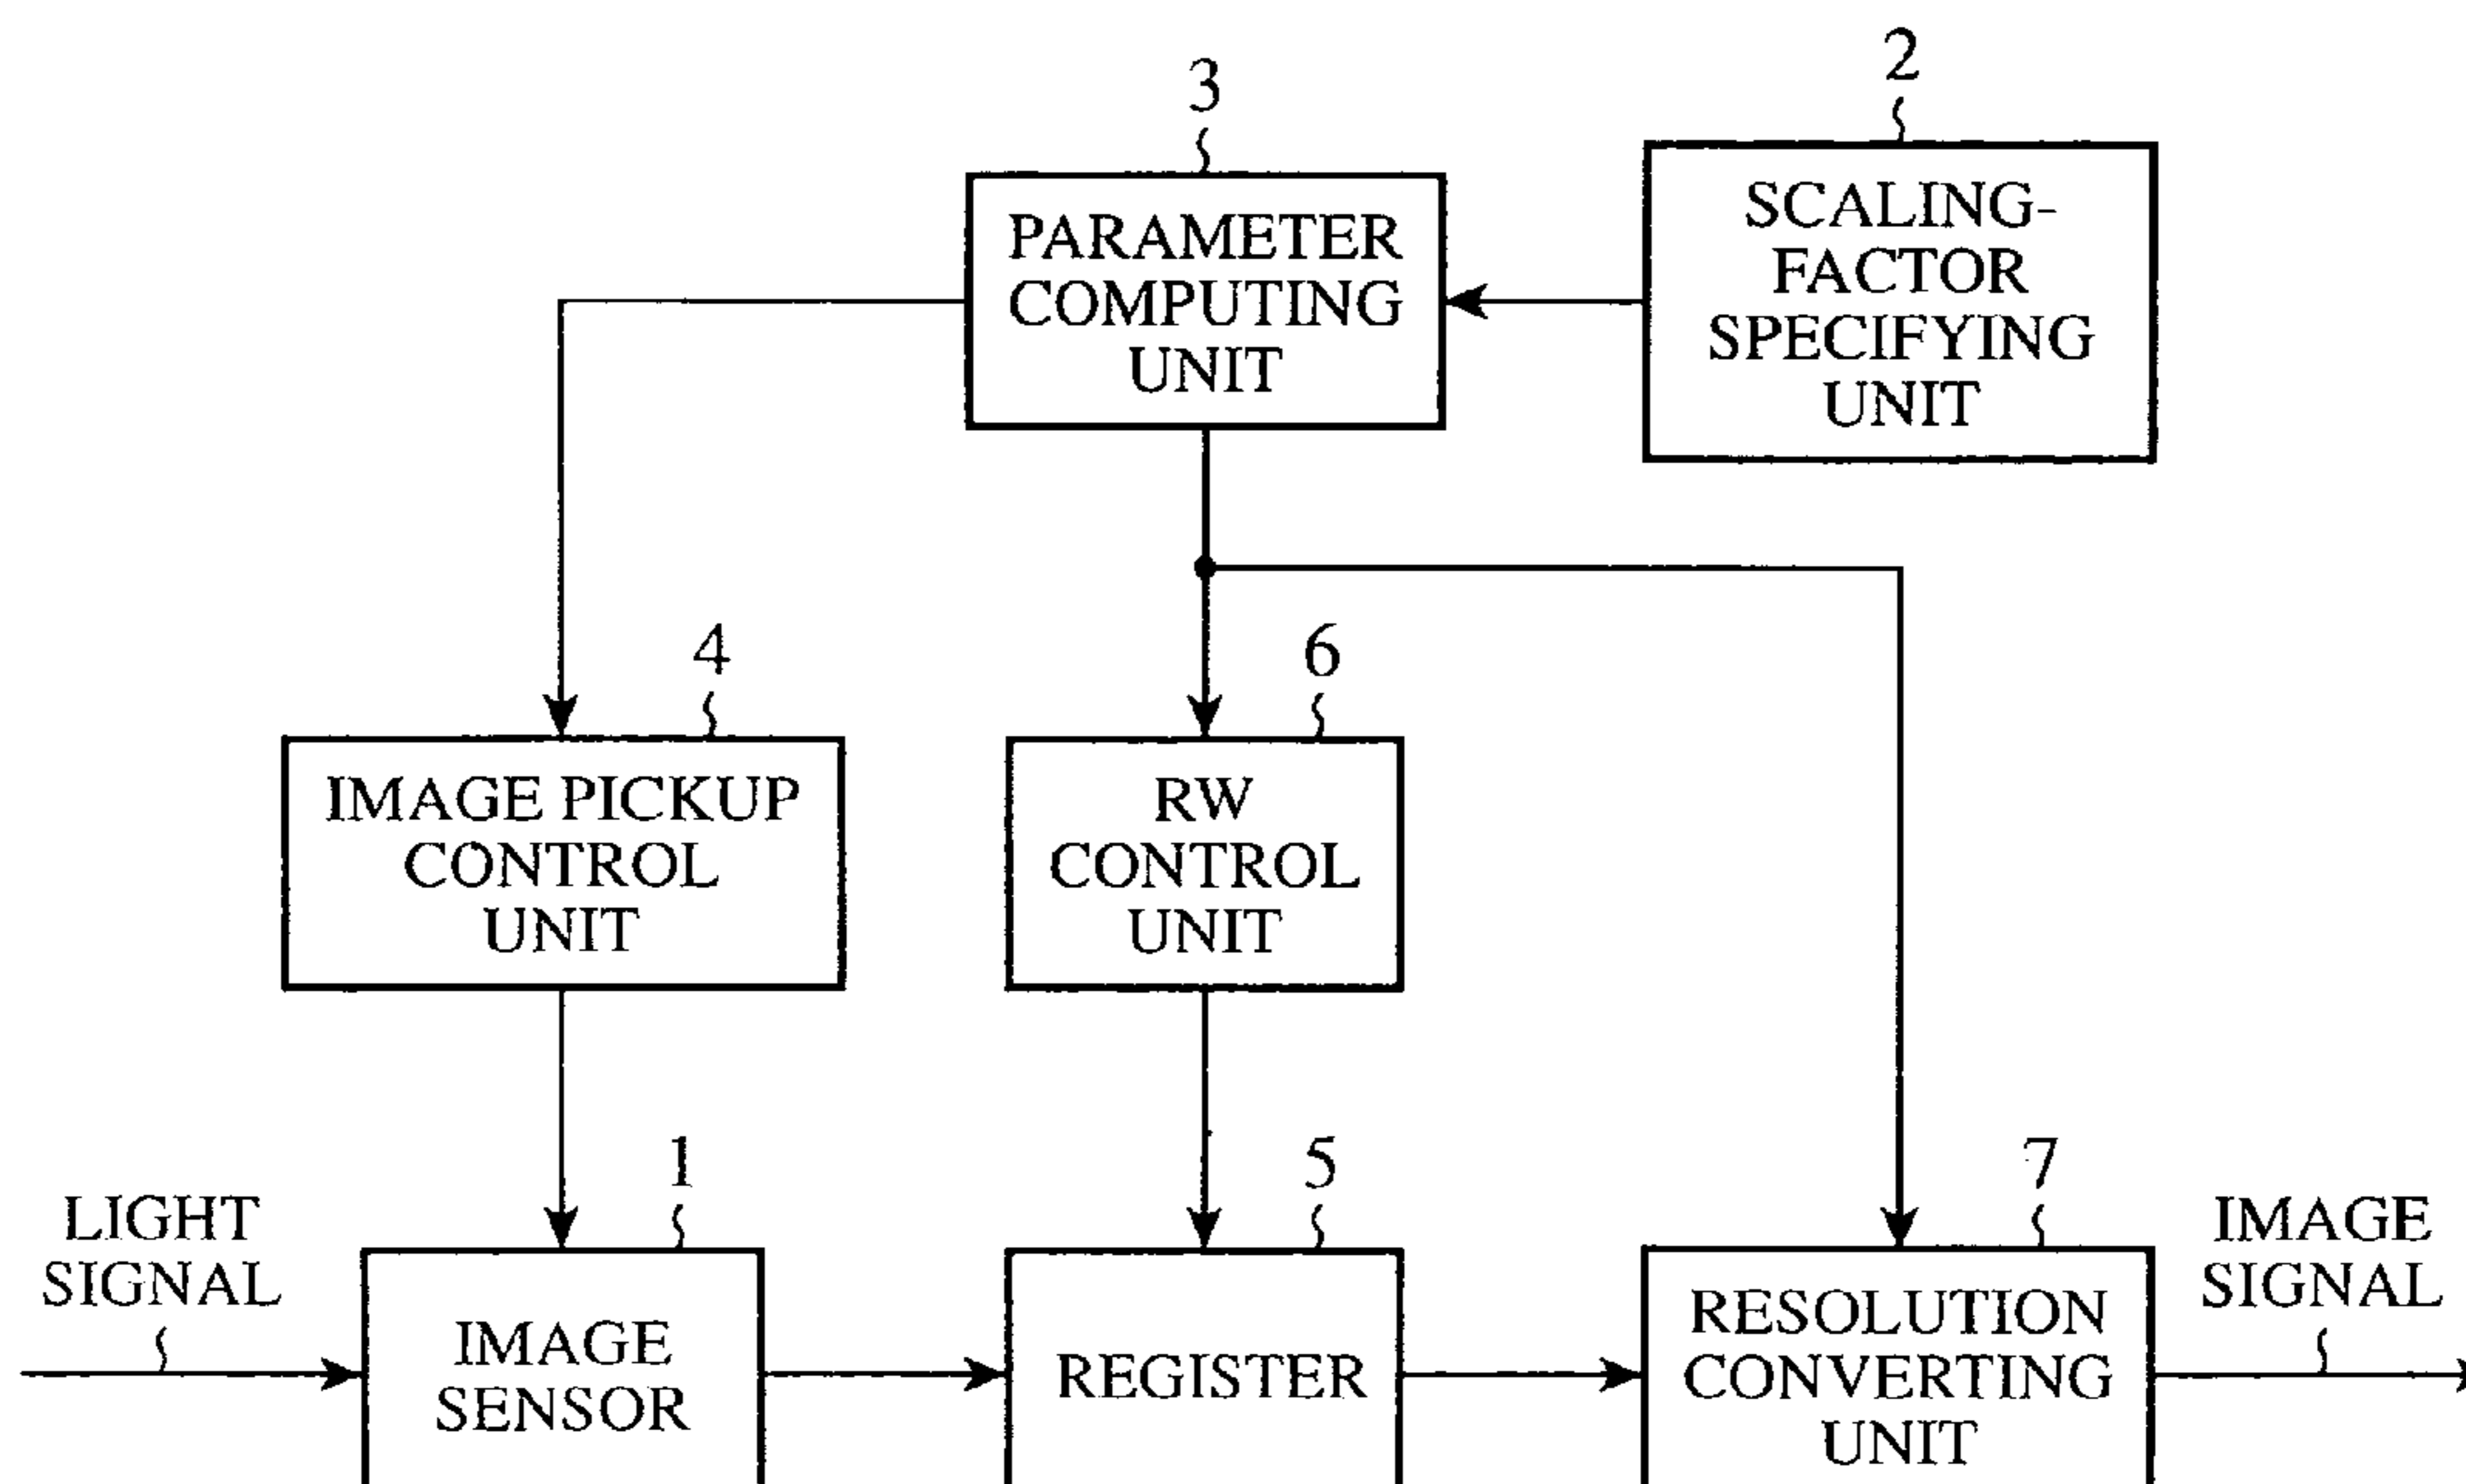 2
3
SCALING-
FACTOR
SPECIFYING
UNIT
PARAMETER
COMPUTING
UNIT
4
6
IMAGE PICKUP
CONTROL
UNIT
RW
CONTROL
UNIT
1
5
7
LIGHT
SIGNAL
IMAGE
SENSOR
REGISTER
RESOLUTION
CONVERTING
UNIT
IMAGE
SIGNAL